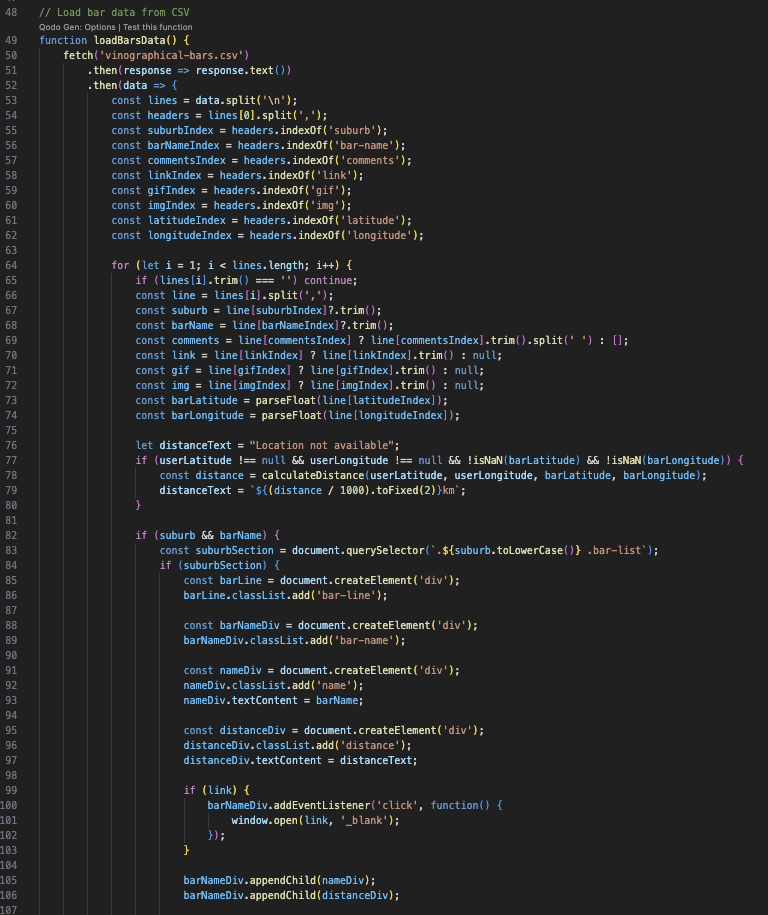 48 // Load bar data from CSV
Qodo Gen: Options | Test this function
49 function loadBarsData() {
50 fetch('vinographical-bars.csv')
51 .then(response => response.text())
52 .then(data => {
53 const lines = data.split('\n');
54 const headers = lines[0].split(',');
55 const suburbIndex = headers.indexOf('suburb');
56 const barNameIndex = headers.indexOf('bar-name');
57 const commentsIndex = headers.indexOf('comments');
58 const linkIndex = headers.indexOf('link');
59 const gifIndex = headers.indexOf('gif');
60 const imgIndex = headers.indexOf('img');
61 const latitudeIndex = headers.indexOf('latitude');
62 const longitudeIndex = headers.indexOf('longitude');
63
64 for (let i = 1; i < lines.length; i++) {
65 if (lines[i].trim() === '') continue;
66 const line = lines[i].split(',');
67 const suburb = line[suburbIndex]?.trim();
68 const barName = line[barNameIndex]?.trim();
69 const comments = line[commentsIndex] ? line[commentsIndex].trim().split(' ') : [];
70 const link = line[linkIndex] ? line[linkIndex].trim() : null;
71 const gif = line[gifIndex] ? line[gifIndex].trim() : null;
72 const img = line[imgIndex] ? line[imgIndex].trim() : null;
73 const barLatitude = parseFloat(line[latitudeIndex]);
74 const barLongitude = parseFloat(line[longitudeIndex]);
75
76 let distanceText = "Location not available";
77 if (userLatitude !== null && userLongitude !== null && !isNaN(barLatitude) && !isNaN(barLongitude)) {
78 const distance = calculateDistance(userLatitude, userLongitude, barLatitude, barLongitude);
79 distanceText = `${(distance / 1000).toFixed(2)}km`;
80 }
81
82 if (suburb && barName) {
83 const suburbSection = document.querySelector(`.${suburb.toLowerCase()} .bar-list`);
84 if (suburbSection) {
85 const barLine = document.createElement('div');
86 barLine.classList.add('bar-line');
87
88 const barNameDiv = document.createElement('div');
89 barNameDiv.classList.add('bar-name');
90
91 const nameDiv = document.createElement('div');
92 nameDiv.classList.add('name');
93 nameDiv.textContent = barName;
94
95 const distanceDiv = document.createElement('div');
96 distanceDiv.classList.add('distance');
97 distanceDiv.textContent = distanceText;
98
99 if (link) {
100 barNameDiv.addEventListener('click', function() {
101 window.open(link, '_blank');
102 });
103 }
104
105 barNameDiv.appendChild(nameDiv);
106 barNameDiv.appendChild(distanceDiv);
107